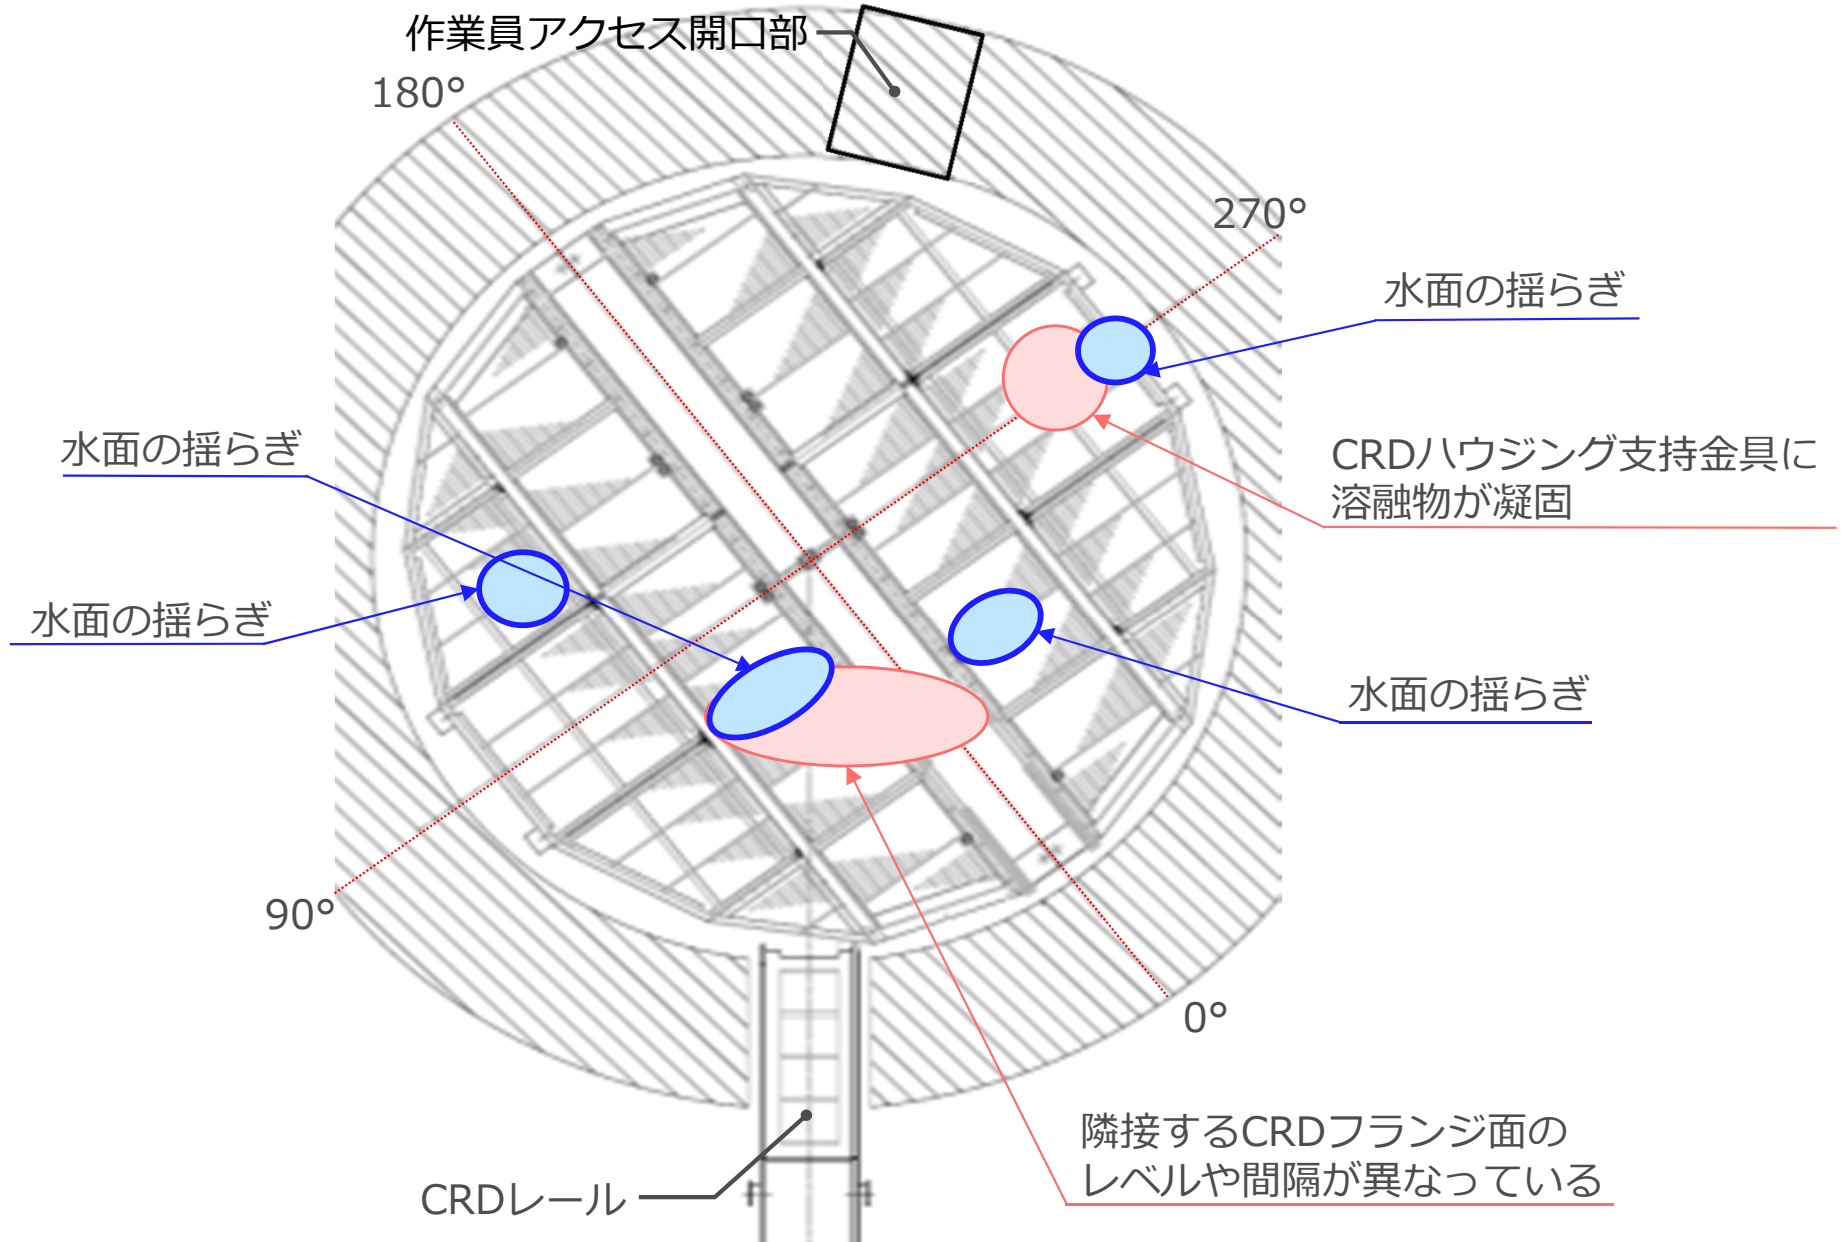 作業員アクセス開口部
180°
270°
水面の揺らぎ
水面の揺らぎ
CRDハウジング支持金具に
溶融物が凝固
水面の揺らぎ
水面の揺らぎ
90°
0°
隣接するCRDフランジ面の
レベルや間隔が異なっている
CRDレール